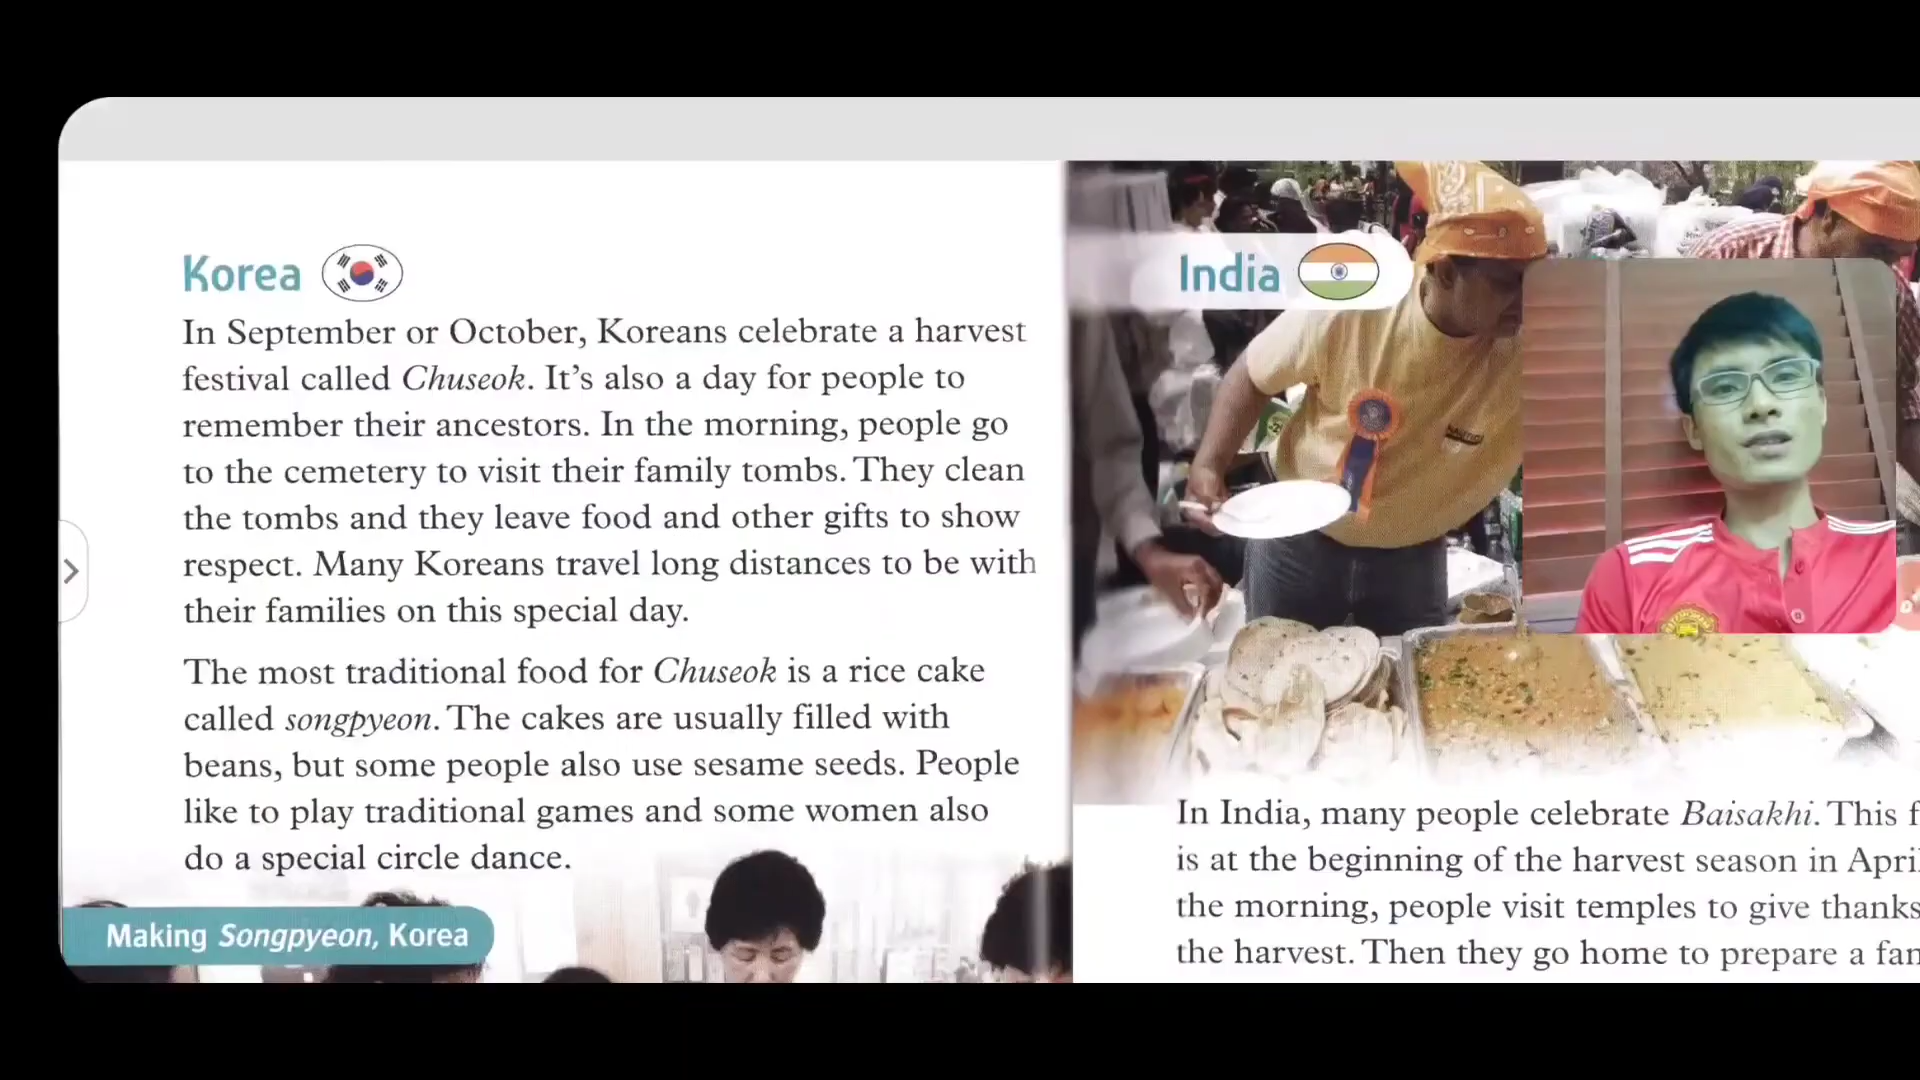 Korea
In September or October, Koreans celebrate a harvest
festival called Chuseok. It's also a day for people to
remember their ancestors. In the morning, people go
to the cemetery to visit their family tombs. They clean
the tombs and they leave food and other gifts to show
respect. Many Koreans travel long distances to be with
their families on this special day.
The most traditional food for Chuseok is a rice cake
called songpyeon. The cakes are usually filled with
beans, but some people also use sesame seeds. People
like to play traditional games and some women also
do a special circle dance.
Making Songpyeon, Korea
India
In India, many people celebrate Baisakhi. This
is at the beginning of the harvest season in
the morning, people visit temples to give thanks
the harvest. Then they go home to prepare a